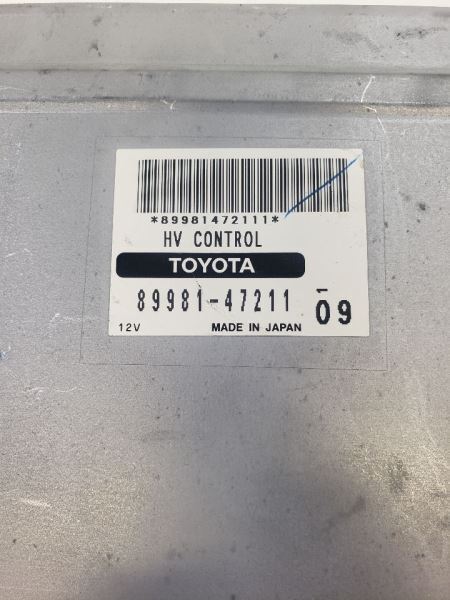 *89981472111*
HV CONTROL
TOYOTA
89981-47211 09
12V MADE IN JAPAN